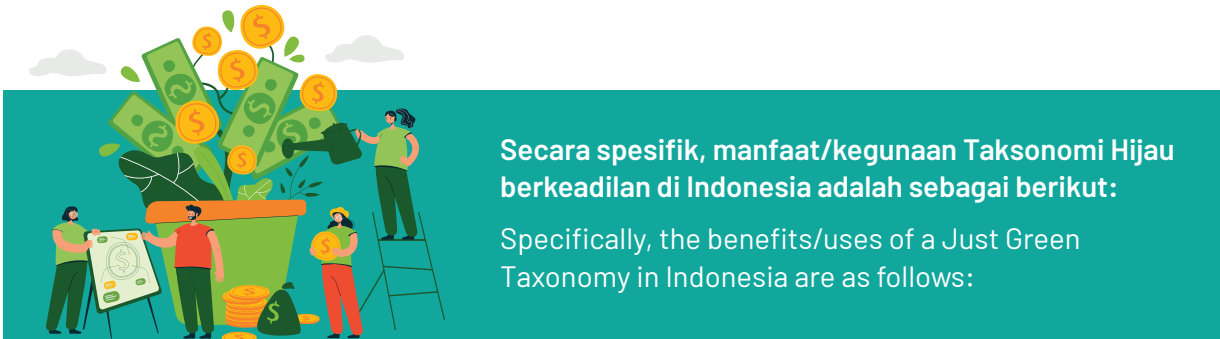 Secara spesifik, manfaat/kegunaan Taksonomi Hijau
berkeadilan di Indonesia adalah sebagai berikut:
Specifically, the benefits/uses of a Just Green
Taxonomy in Indonesia are as follows: